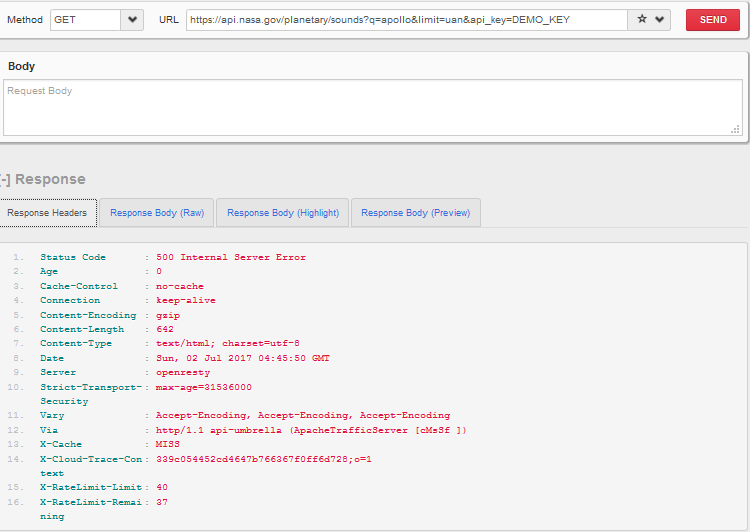 Method GET URL https://api.nasa.gov/planetary/sounds?q=apollo&limit=uan&api_key=DEMO_KEY SEND
Body
Request Body
[-] Response
Response Headers Response Body (Raw) Response Body (Highlight) Response Body (Preview)
1. Status Code : 500 Internal Server Error
2. Age : 0
3. Cache-Control : no-cache
4. Connection : keep-alive
5. Content-Encoding : gzip
6. Content-Length : 642
7. Content-Type : text/html; charset=utf-8
8. Date : Sun, 02 Jul 2017 04:45:50 GMT
9. Server : openresty
10. Strict-Transport- : max-age=31536000
Security
11. Vary : Accept-Encoding, Accept-Encoding, Accept-Encoding
12. Via : http/1.1 api-umbrella (ApacheTrafficServer [cMsSf ])
13. X-Cache : MISS
14. X-Cloud-Trace-Con : 339c054452cd4647b766367f0ff6d728;o=1
text
15. X-RateLimit-Limit : 40
16. X-RateLimit-Remai : 37
ning